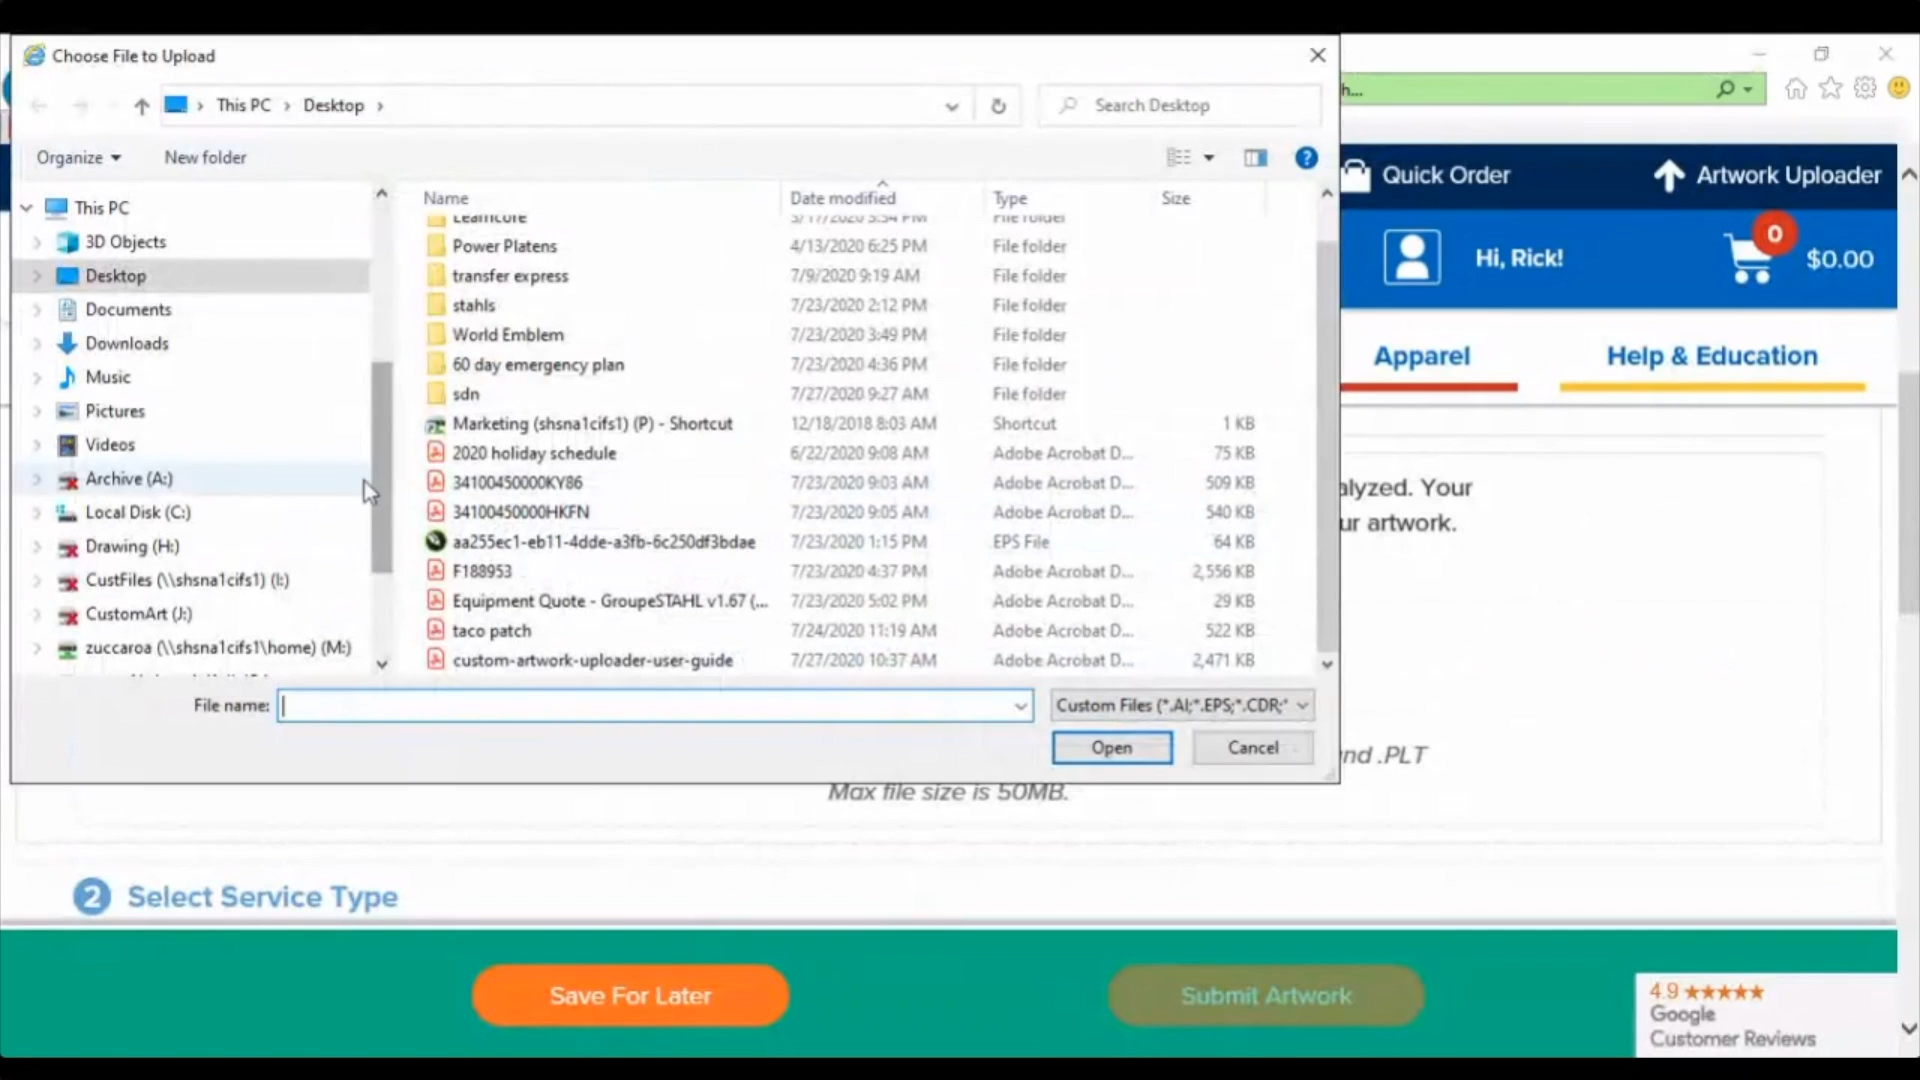 Choose File to Upload
This PC > Desktop >
Search Desktop
h...
Organize
New folder
Quick Order
Artwork Uploader
This PC
3D Objects
Desktop
Documents
Downloads
Music
Pictures
Videos
Archive (A:)
Local Disk (C:)
Drawing (H:)
CustFiles (\\shsna1cifs1) (I:)
CustomArt (J:)
zuccaroa (\\shsna1cifs1\home) (M:)
Name Date modified Type Size
Learncore 3/17/2020 3:34 PM File folder
Power Platens 4/13/2020 6:25 PM File folder
transfer express 7/9/2020 9:19 AM File folder
stahls 7/23/2020 2:12 PM File folder
World Emblem 7/23/2020 3:49 PM File folder
60 day emergency plan 7/23/2020 4:36 PM File folder
sdn 7/27/2020 9:27 AM File folder
Marketing (shsna1cifs1) (P) - Shortcut 12/18/2018 8:03 AM Shortcut 1 KB
2020 holiday schedule 6/22/2020 9:08 AM Adobe Acrobat D... 75 KB
34100450000KY86 7/23/2020 9:03 AM Adobe Acrobat D... 509 KB
34100450000HKFN 7/23/2020 9:05 AM Adobe Acrobat D... 540 KB
aa255ec1-eb11-4dde-a3fb-6c250df3bdae 7/23/2020 1:15 PM EPS File 64 KB
F188953 7/23/2020 4:37 PM Adobe Acrobat D... 2,556 KB
Equipment Quote - GroupeSTAHL v1.67 (... 7/23/2020 5:02 PM Adobe Acrobat D... 29 KB
taco patch 7/24/2020 11:19 AM Adobe Acrobat D... 522 KB
custom-artwork-uploader-user-guide 7/27/2020 10:37 AM Adobe Acrobat D... 2,471 KB
File name:
Custom Files (*.AI;*.EPS;*.CDR;*
Open
Cancel
Hi, Rick!
0
$0.00
Apparel
Help & Education
alyzed. Your
ur artwork.
nd .PLT
Max file size is 50MB.
2 Select Service Type
Save For Later
Submit Artwork
4.9 ★★★★★
Google
Customer Reviews